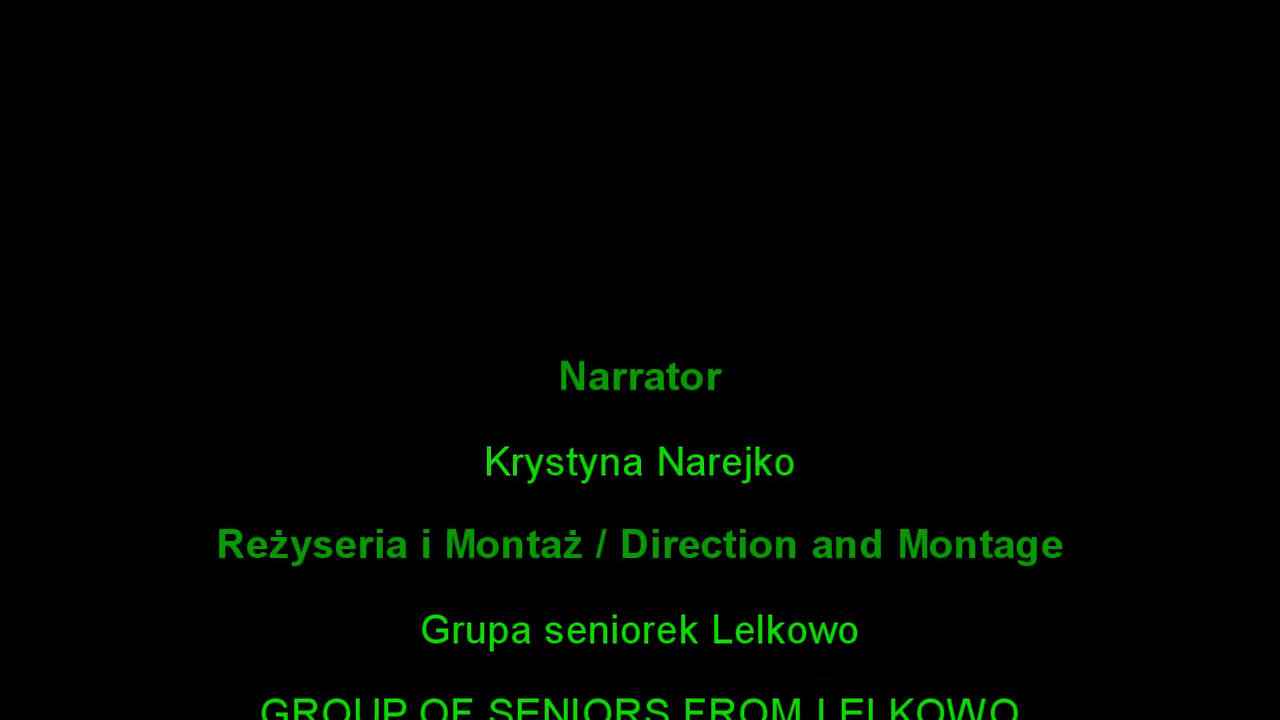 Narrator
Krystyna Narejko
Reżyseria i Montaż / Direction and Montage
Grupa seniorek Lelkowo
GROUP OF SENIORS FROM LELKOWO